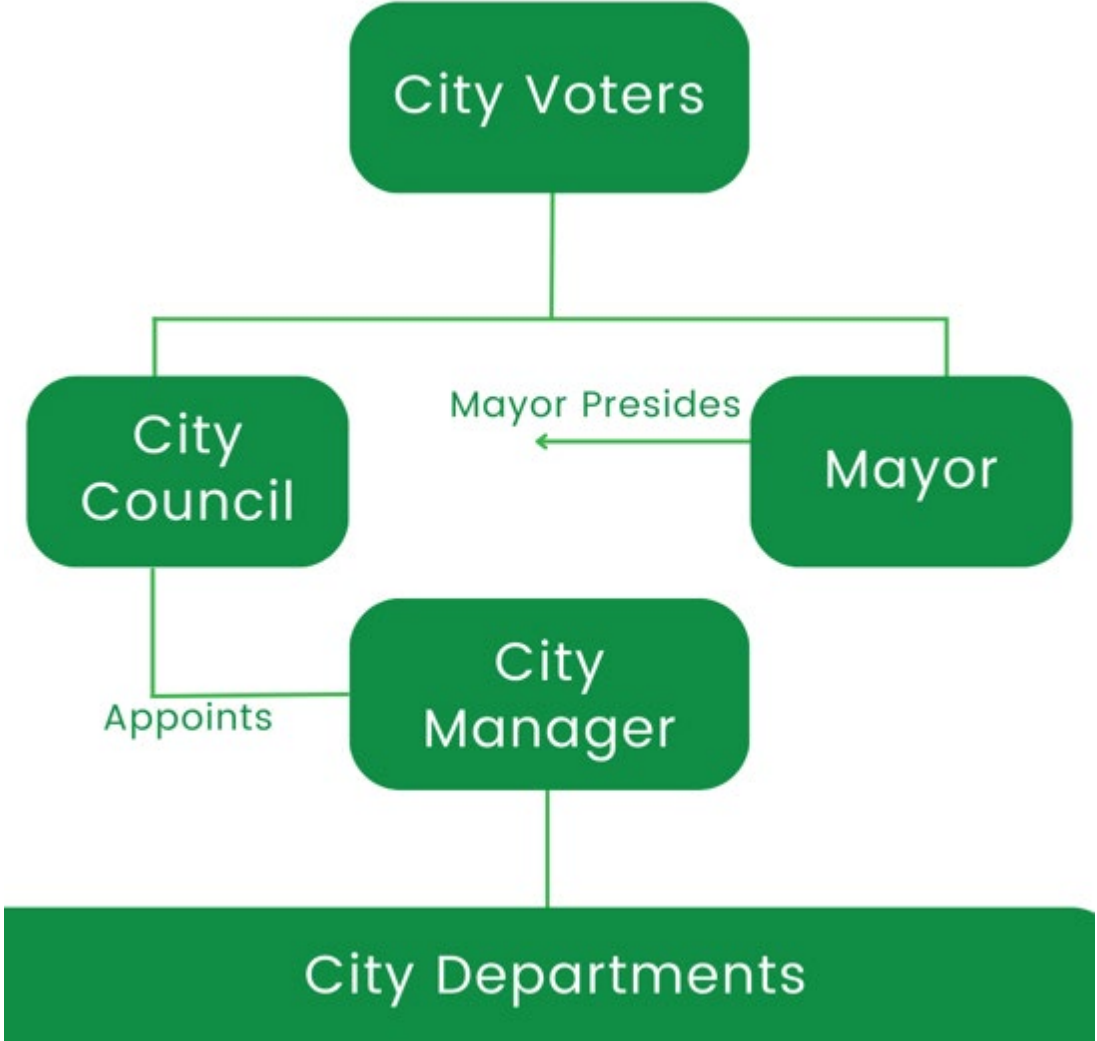 City Voters
City
Council
Mayor Presides
Mayor
Appoints
City
Manager
City Departments